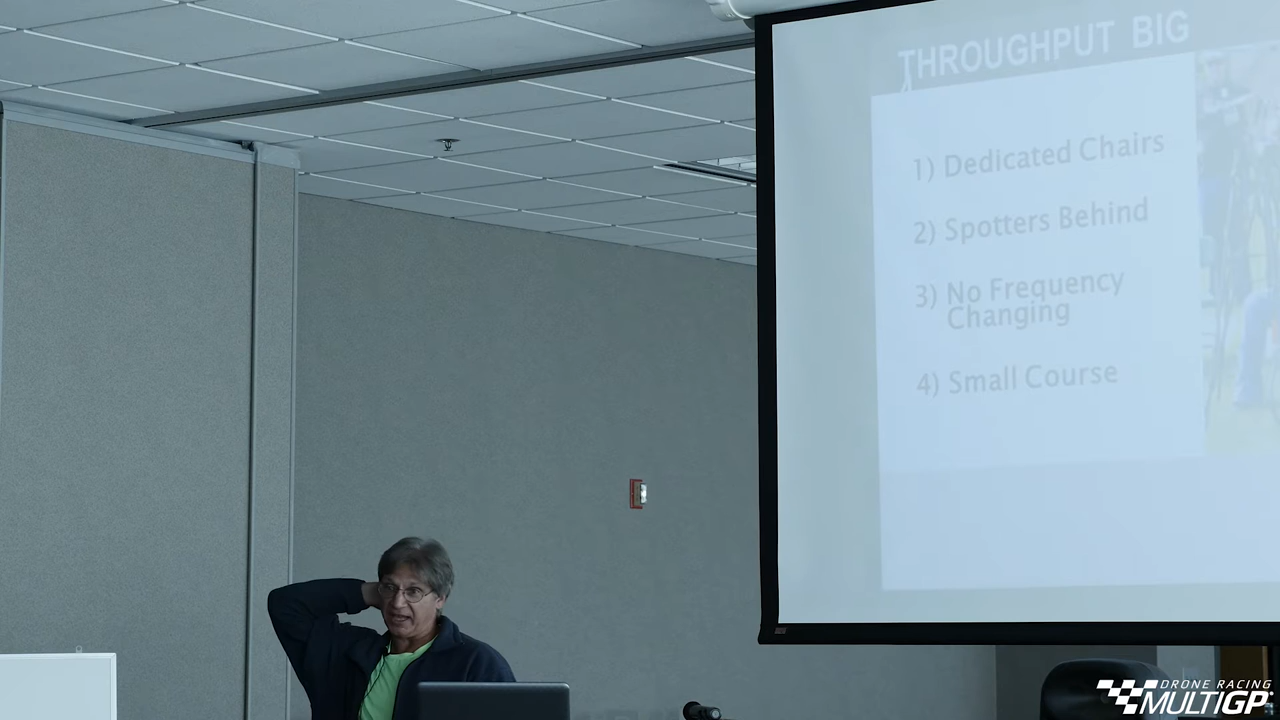 THROUGHPUT BIG
1) Dedicated Chairs
2) Spotters Behind
3) No Frequency
Changing
4) Small Course
DRONE RACING
MULTIGP